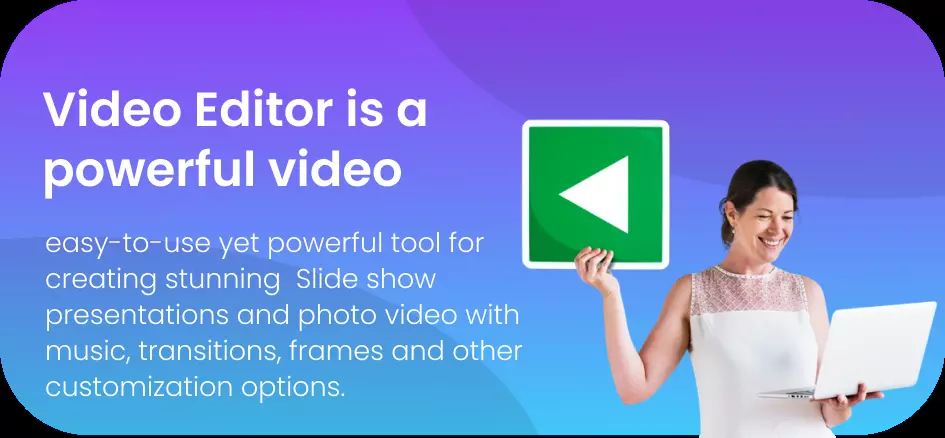 Video Editor is a
powerful video
easy-to-use yet powerful tool for
creating stunning  Slide show
presentations and photo video with
music, transitions, frames and other
customization options.